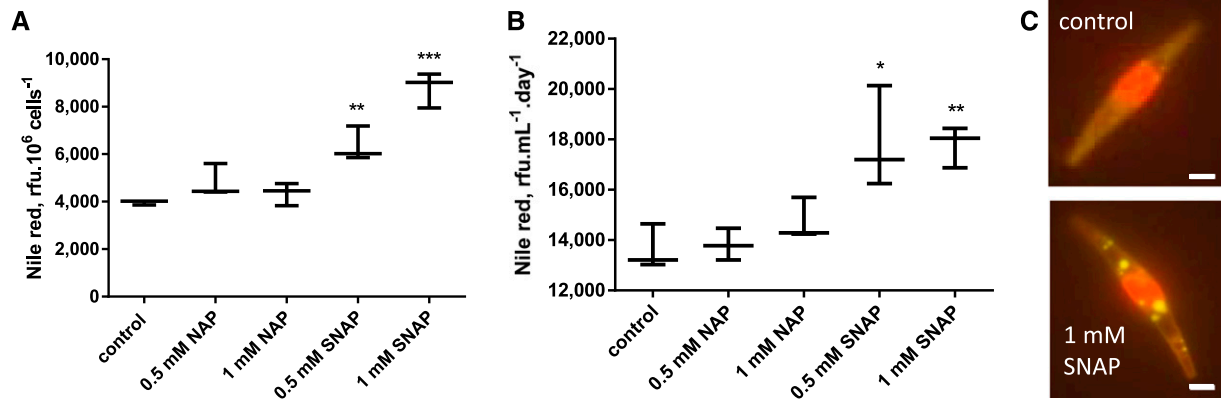 A
Nile red, rfu.10⁶ cells⁻¹
10,000
8,000
6,000
4,000
2,000
0
**
***
control
0.5 mM NAP
1 mM NAP
0.5 mM SNAP
1 mM SNAP
B
Nile red, rfu.mL⁻¹.day⁻¹
22,000
20,000
18,000
16,000
14,000
12,000
*
**
control
0.5 mM NAP
1 mM NAP
0.5 mM SNAP
1 mM SNAP
C
control
1 mM
SNAP